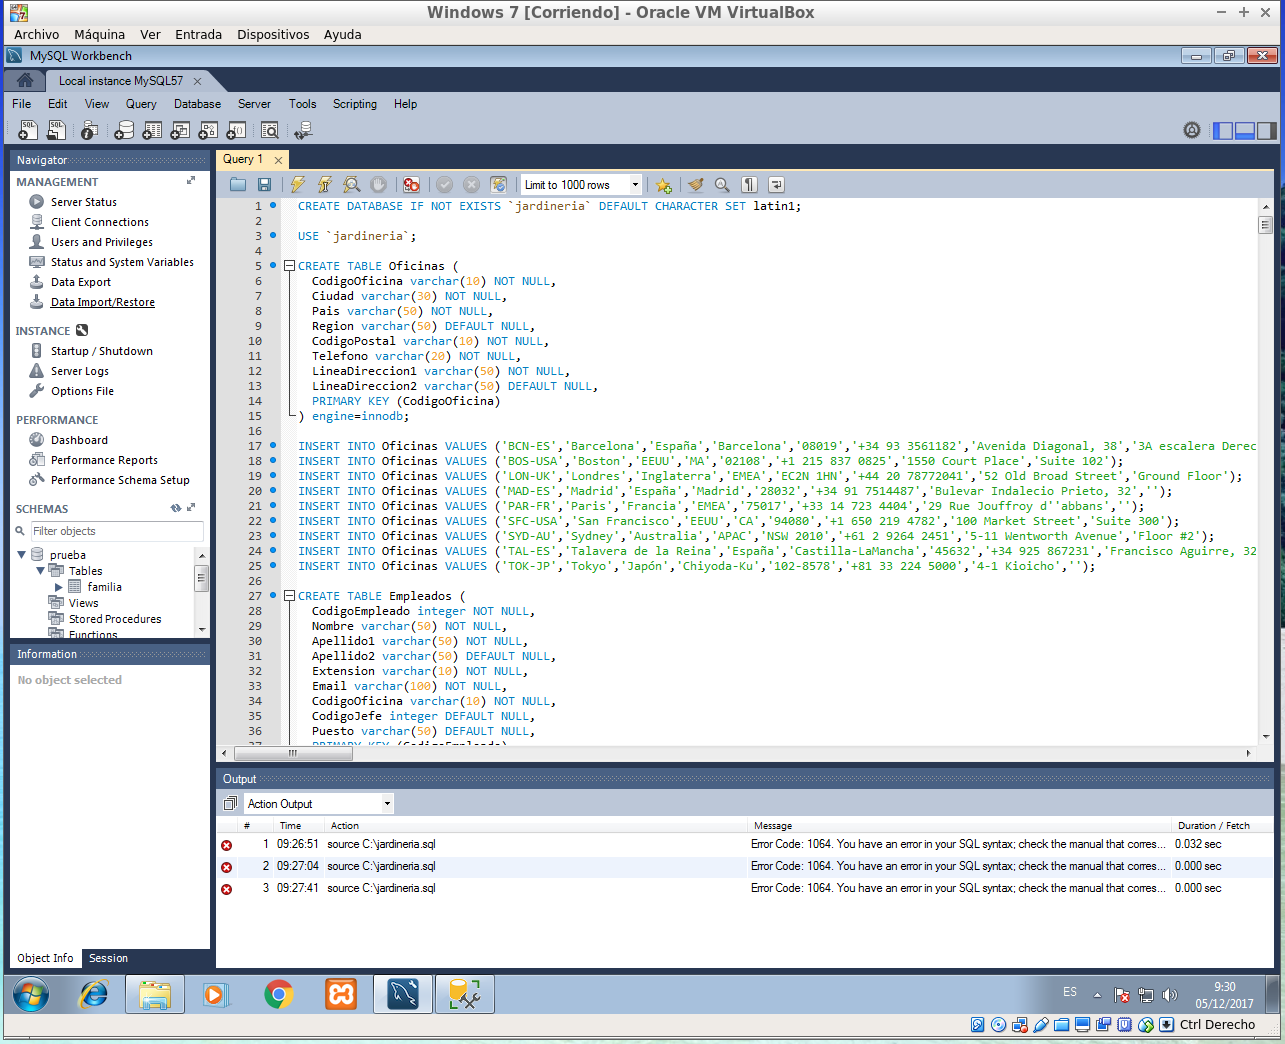 Windows 7 [Corriendo] - Oracle VM VirtualBox
Archivo Máquina Ver Entrada Dispositivos Ayuda
MySQL Workbench
Local instance MySQL57
File Edit View Query Database Server Tools Scripting Help
Navigator
MANAGEMENT
Server Status
Client Connections
Users and Privileges
Status and System Variables
Data Export
Data Import/Restore
INSTANCE
Startup / Shutdown
Server Logs
Options File
PERFORMANCE
Dashboard
Performance Reports
Performance Schema Setup
SCHEMAS
Filter objects
prueba
Tables
familia
Views
Stored Procedures
Functions
Information
No object selected
Object Info Session
Query 1
Limit to 1000 rows
1 CREATE DATABASE IF NOT EXISTS `jardineria` DEFAULT CHARACTER SET latin1;
2
3 USE `jardineria`;
4
5 CREATE TABLE Oficinas (
6 CodigoOficina varchar(10) NOT NULL,
7 Ciudad varchar(30) NOT NULL,
8 Pais varchar(50) NOT NULL,
9 Region varchar(50) DEFAULT NULL,
10 CodigoPostal varchar(10) NOT NULL,
11 Telefono varchar(20) NOT NULL,
12 LineaDireccion1 varchar(50) NOT NULL,
13 LineaDireccion2 varchar(50) DEFAULT NULL,
14 PRIMARY KEY (CodigoOficina)
15 ) engine=innodb;
16
17 INSERT INTO Oficinas VALUES ('BCN-ES','Barcelona','España','Barcelona','08019','+34 93 3561182','Avenida Diagonal, 38','3A escalera Derec
18 INSERT INTO Oficinas VALUES ('BOS-USA','Boston','EEUU','MA','02108','+1 215 837 0825','1550 Court Place','Suite 102');
19 INSERT INTO Oficinas VALUES ('LON-UK','Londres','Inglaterra','EMEA','EC2N 1HN','+44 20 78772041','52 Old Broad Street','Ground Floor');
20 INSERT INTO Oficinas VALUES ('MAD-ES','Madrid','España','Madrid','28032','+34 91 7514487','Bulevar Indalecio Prieto, 32','');
21 INSERT INTO Oficinas VALUES ('PAR-FR','Paris','Francia','EMEA','75017','+33 14 723 4404','29 Rue Jouffroy d''abbans','');
22 INSERT INTO Oficinas VALUES ('SFC-USA','San Francisco','EEUU','CA','94080','+1 650 219 4782','100 Market Street','Suite 300');
23 INSERT INTO Oficinas VALUES ('SYD-AU','Sydney','Australia','APAC','NSW 2010','+61 2 9264 2451','5-11 Wentworth Avenue','Floor #2');
24 INSERT INTO Oficinas VALUES ('TAL-ES','Talavera de la Reina','España','Castilla-LaMancha','45632','+34 925 867231','Francisco Aguirre, 32
25 INSERT INTO Oficinas VALUES ('TOK-JP','Tokyo','Japón','Chiyoda-Ku','102-8578','+81 33 224 5000','4-1 Kioicho','');
26
27 CREATE TABLE Empleados (
28 CodigoEmpleado integer NOT NULL,
29 Nombre varchar(50) NOT NULL,
30 Apellido1 varchar(50) NOT NULL,
31 Apellido2 varchar(50) DEFAULT NULL,
32 Extension varchar(10) NOT NULL,
33 Email varchar(100) NOT NULL,
34 CodigoOficina varchar(10) NOT NULL,
35 CodigoJefe integer DEFAULT NULL,
36 Puesto varchar(50) DEFAULT NULL,
37 PRIMARY KEY (CodigoEmpleado)
Output
Action Output
# Time Action Message Duration / Fetch
1 09:26:51 source C:\jardineria.sql Error Code: 1064. You have an error in your SQL syntax; check the manual that corres... 0.032 sec
2 09:27:04 source C:\jardineria.sql Error Code: 1064. You have an error in your SQL syntax; check the manual that corres... 0.000 sec
3 09:27:41 source C:\jardineria.sql Error Code: 1064. You have an error in your SQL syntax; check the manual that corres... 0.000 sec
ES
9:30
05/12/2017
Ctrl Derecho